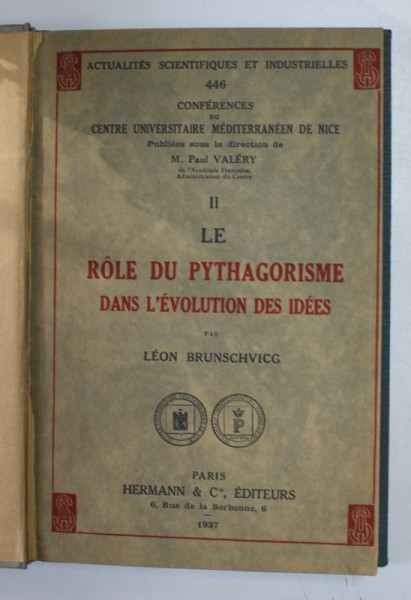 ACTUALITÉS SCIENTIFIQUES ET INDUSTRIELLES
446
CONFÉRENCES
DU
CENTRE UNIVERSITAIRE MÉDITERRANÉEN DE NICE
Publiées sous la direction de
M. Paul VALÉRY
de l'Académie Française,
Administrateur du Centre
II
LE
RÔLE DU PYTHAGORISME
DANS L'ÉVOLUTION DES IDÉES
PAR
LÉON BRUNSCHVICG
P
PARIS
HERMANN & Cie, ÉDITEURS
6, Rue de la Sorbonne, 6
1937